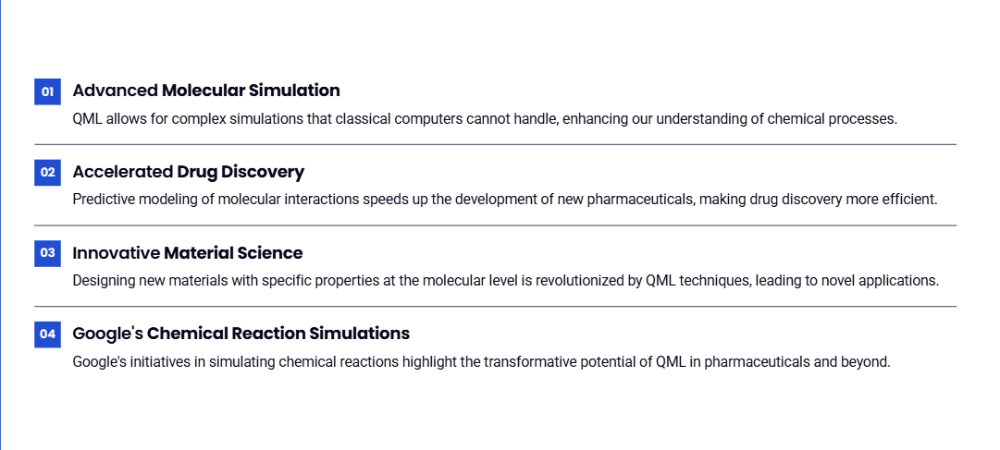 01 Advanced Molecular Simulation
QML allows for complex simulations that classical computers cannot handle, enhancing our understanding of chemical processes.
02 Accelerated Drug Discovery
Predictive modeling of molecular interactions speeds up the development of new pharmaceuticals, making drug discovery more efficient.
03 Innovative Material Science
Designing new materials with specific properties at the molecular level is revolutionized by QML techniques, leading to novel applications.
04 Google's Chemical Reaction Simulations
Google's initiatives in simulating chemical reactions highlight the transformative potential of QML in pharmaceuticals and beyond.